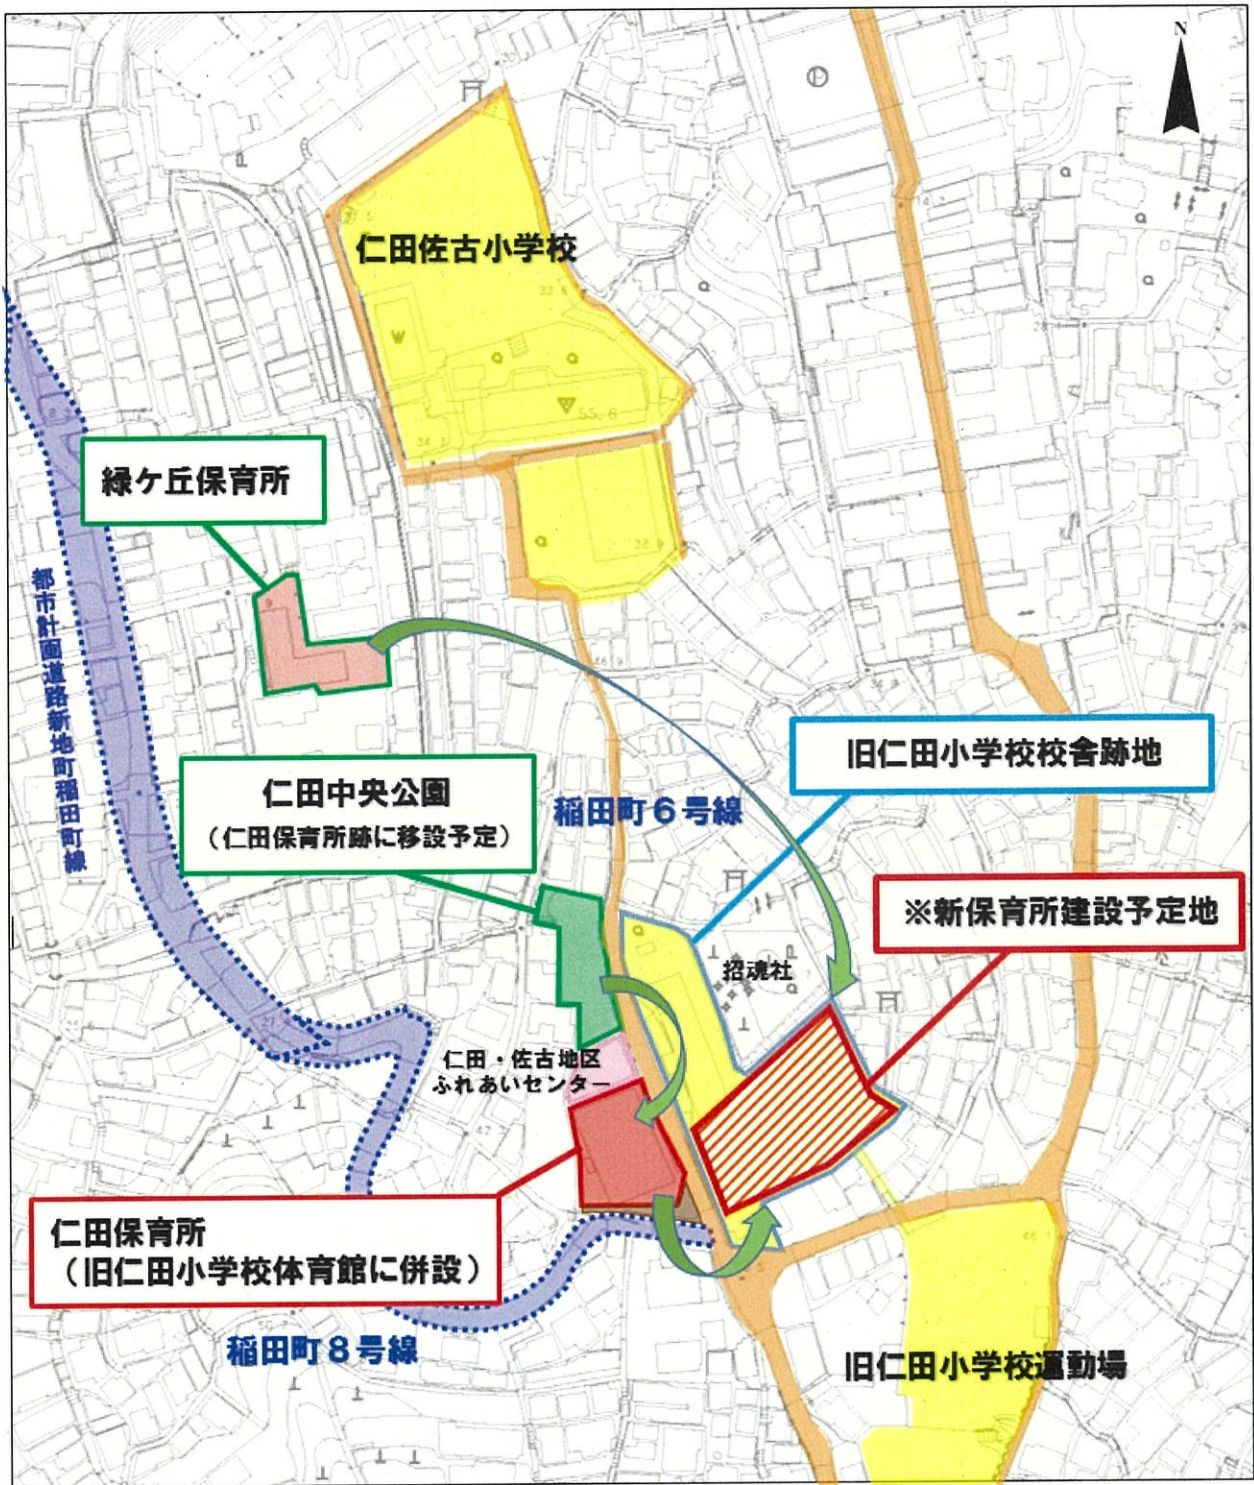 N
仁田佐古小学校
55.6
緑ケ丘保育所
都市計画道路新地町稲田町線
旧仁田小学校校舎跡地
仁田中央公園
(仁田保育所跡に移設予定)
稲田町6号線
※新保育所建設予定地
招魂社
仁田・佐古地区
ふれあいセンター
仁田保育所
(旧仁田小学校体育館に併設)
稲田町8号線
旧仁田小学校運動場